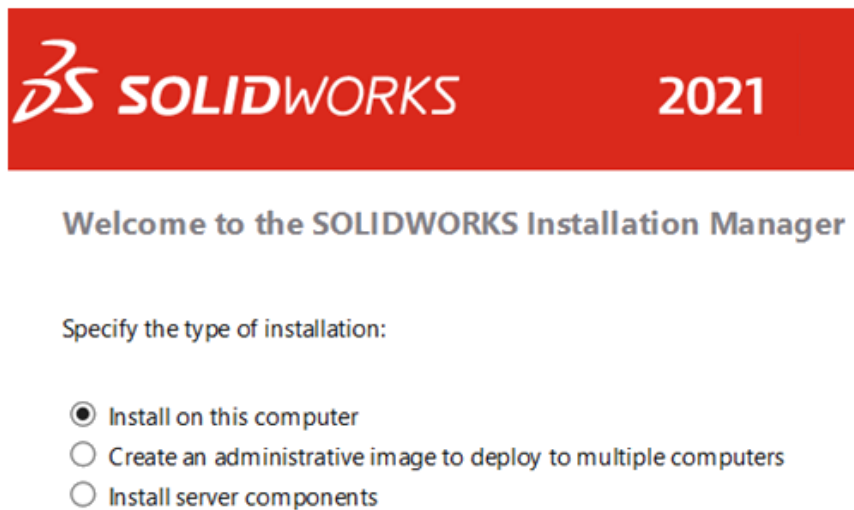 SOLIDWORKS 2021
Welcome to the SOLIDWORKS Installation Manager
Specify the type of installation:
Install on this computer
Create an administrative image to deploy to multiple computers
Install server components